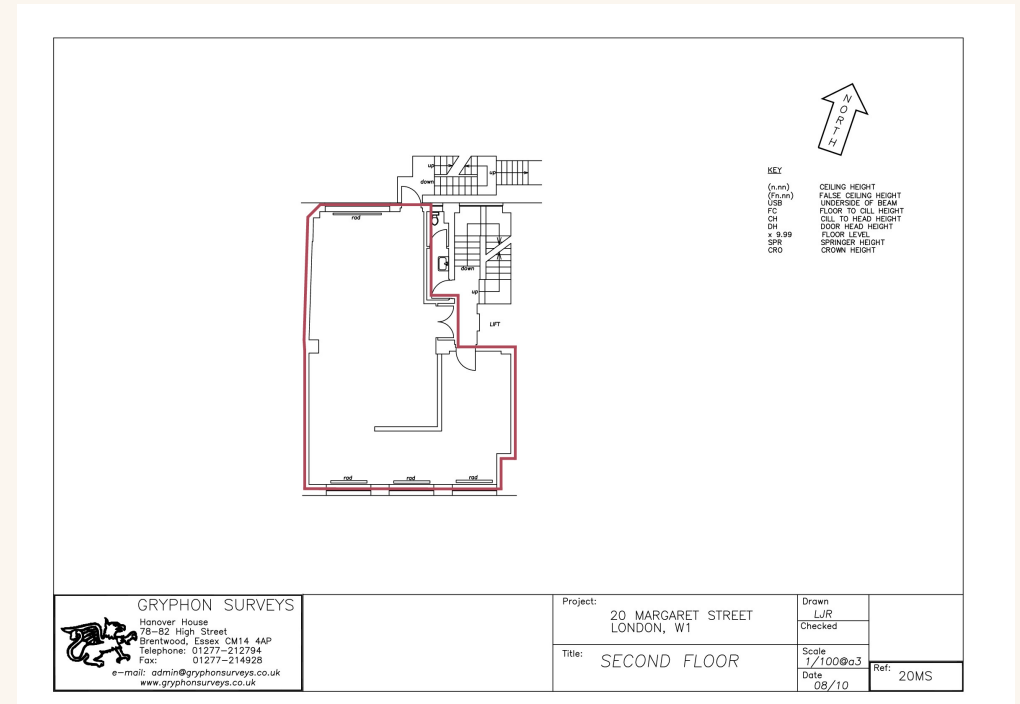 NORTH
KEY
(n.nn) CEILING HEIGHT
(Fn.nn) FALSE CEILING HEIGHT
USB UNDERSIDE OF BEAM
FC FLOOR TO CILL HEIGHT
CH CILL TO HEAD HEIGHT
DH DOOR HEAD HEIGHT
x 9.99 FLOOR LEVEL
SPR SPRINGER HEIGHT
CRO CROWN HEIGHT
up
up
down
rad
down
up
LIFT
rad
rad
rad
GRYPHON SURVEYS
Hanover House
78-82 High Street
Brentwood, Essex CM14 4AP
Telephone: 01277-212794
Fax: 01277-214928
e-mail: admin@gryphonsurveys.co.uk
www.gryphonsurveys.co.uk
Project:
20 MARGARET STREET
LONDON, W1
Title: SECOND FLOOR
Drawn
LJR
Checked
Scale
1/100@a3
Date
08/10
Ref: 20MS